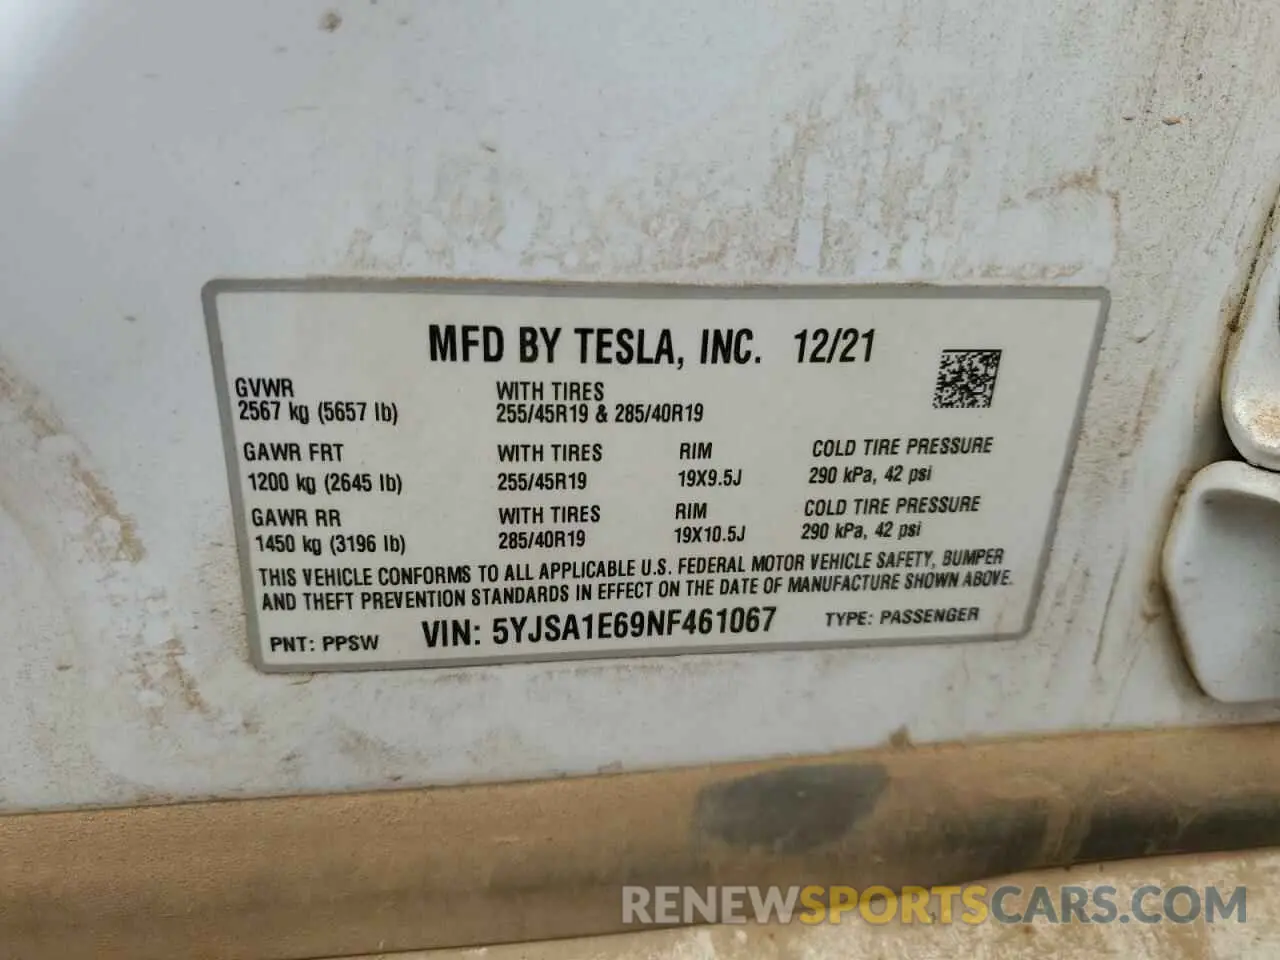 MFD BY TESLA, INC. 12/21
GVWR
2567 kg (5657 lb)
WITH TIRES
255/45R19 & 285/40R19
GAWR FRT WITH TIRES RIM COLD TIRE PRESSURE
1200 kg (2645 lb) 255/45R19 19X9.5J 290 kPa, 42 psi
GAWR RR WITH TIRES RIM COLD TIRE PRESSURE
1450 kg (3196 lb) 285/40R19 19X10.5J 290 kPa, 42 psi
THIS VEHICLE CONFORMS TO ALL APPLICABLE U.S. FEDERAL MOTOR VEHICLE SAFETY, BUMPER
AND THEFT PREVENTION STANDARDS IN EFFECT ON THE DATE OF MANUFACTURE SHOWN ABOVE.
PNT: PPSW VIN: 5YJSA1E69NF461067 TYPE: PASSENGER
RENEWSPORTSCARS.COM